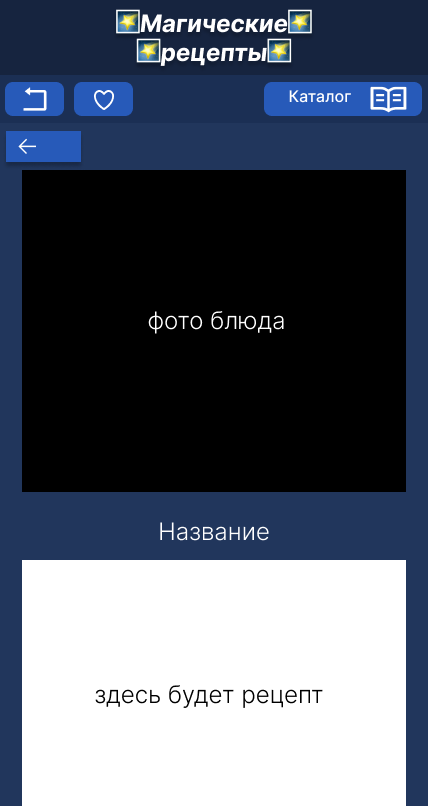 Магические
рецепты
Каталог
фото блюда
Название
здесь будет рецепт